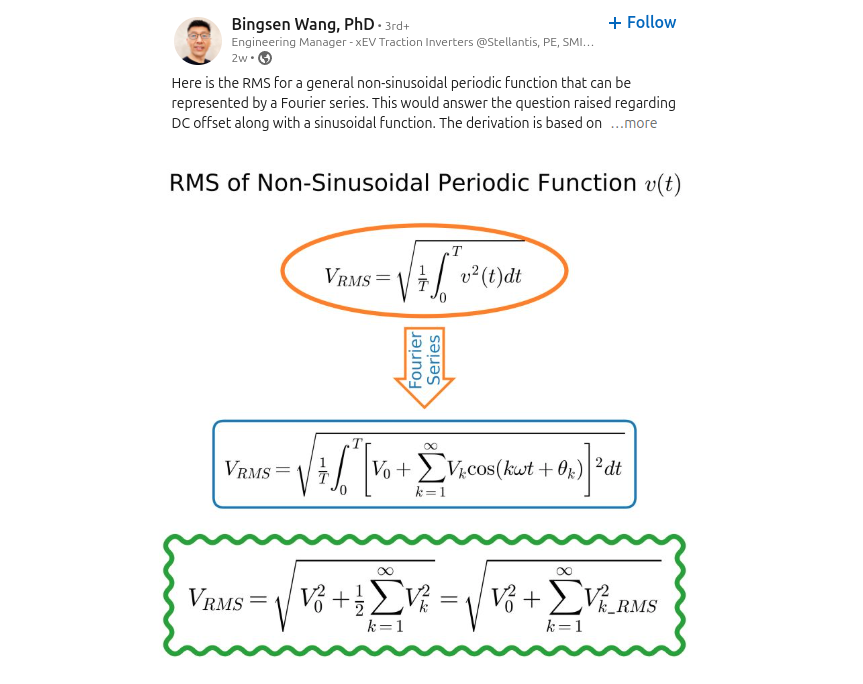 Bingsen Wang, PhD • 3rd+
+ Follow
Engineering Manager - xEV Traction Inverters @Stellantis, PE, SMI…
2w •
Here is the RMS for a general non-sinusoidal periodic function that can be
represented by a Fourier series. This would answer the question raised regarding
DC offset along with a sinusoidal function. The derivation is based on …more
RMS of Non-Sinusoidal Periodic Function v(t)
V_{RMS} = \sqrt{\frac{1}{T}\int_0^T v^2(t)dt}
Fourier
Series
V_{RMS} = \sqrt{\frac{1}{T}\int_0^T \left[V_0 + \sum_{k=1}^{\infty} V_k cos(kωt + θ_k)\right]^2 dt}
V_{RMS} = \sqrt{V_0^2 + \frac{1}{2}\sum_{k=1}^{\infty} V_k^2} = \sqrt{V_0^2 + \sum_{k=1}^{\infty} V_{k\_RMS}^2}